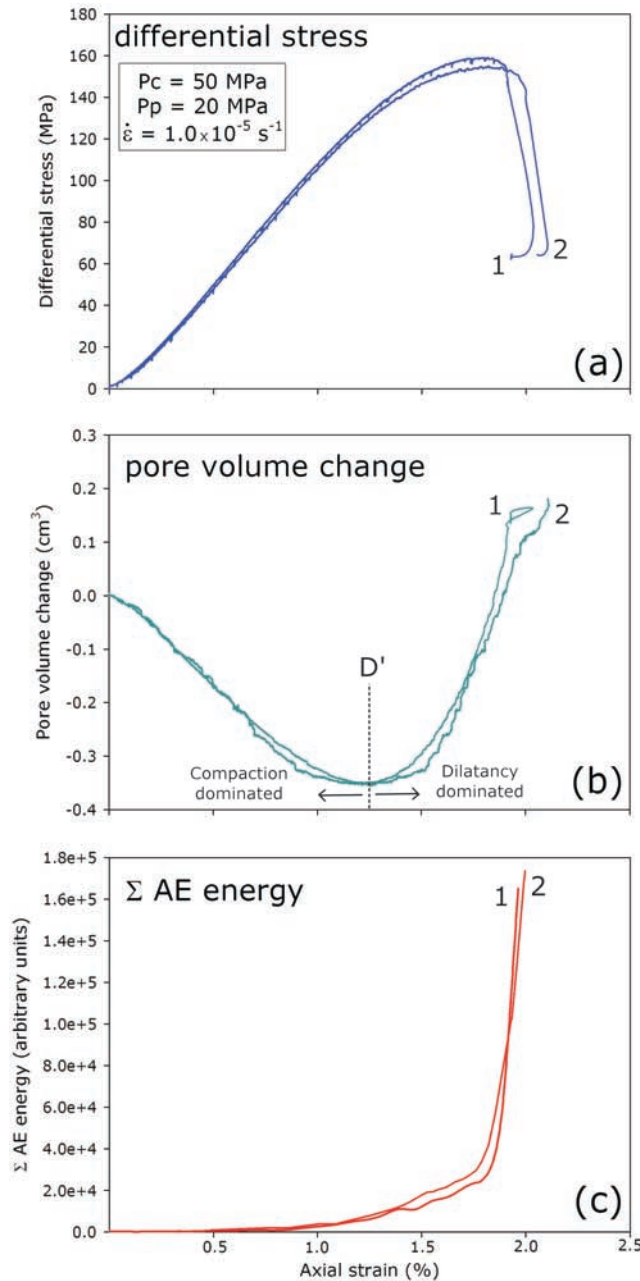 180
differential stress
160
Pc = 50 MPa
Pp = 20 MPa
ε̇ = 1.0×10⁻⁵ s⁻¹
140
120
100
80
60
40
20
0
Differential stress (MPa)
1
2
(a)
0.3
pore volume change
0.2
0.1
0.0
-0.1
-0.2
-0.3
-0.4
Pore volume change (cm³)
1
2
D'
Compaction dominated
Dilatancy dominated
(b)
1.8e+5
Σ AE energy
1.6e+5
1.4e+5
1.2e+5
1.0e+5
8.0e+4
6.0e+4
4.0e+4
2.0e+4
0.0
Σ AE energy (arbitrary units)
1
2
(c)
0.5
1.0
1.5
2.0
2.5
Axial strain (%)